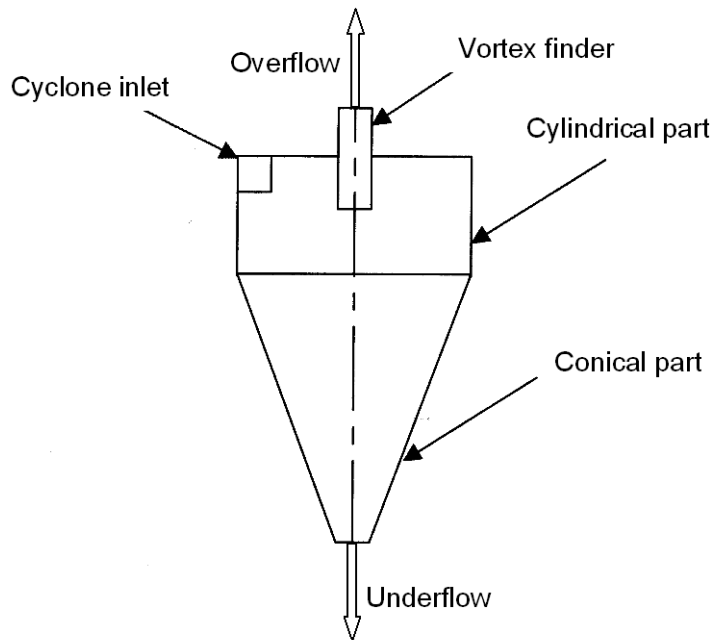 Overflow
Vortex finder
Cyclone inlet
Cylindrical part
Conical part
Underflow